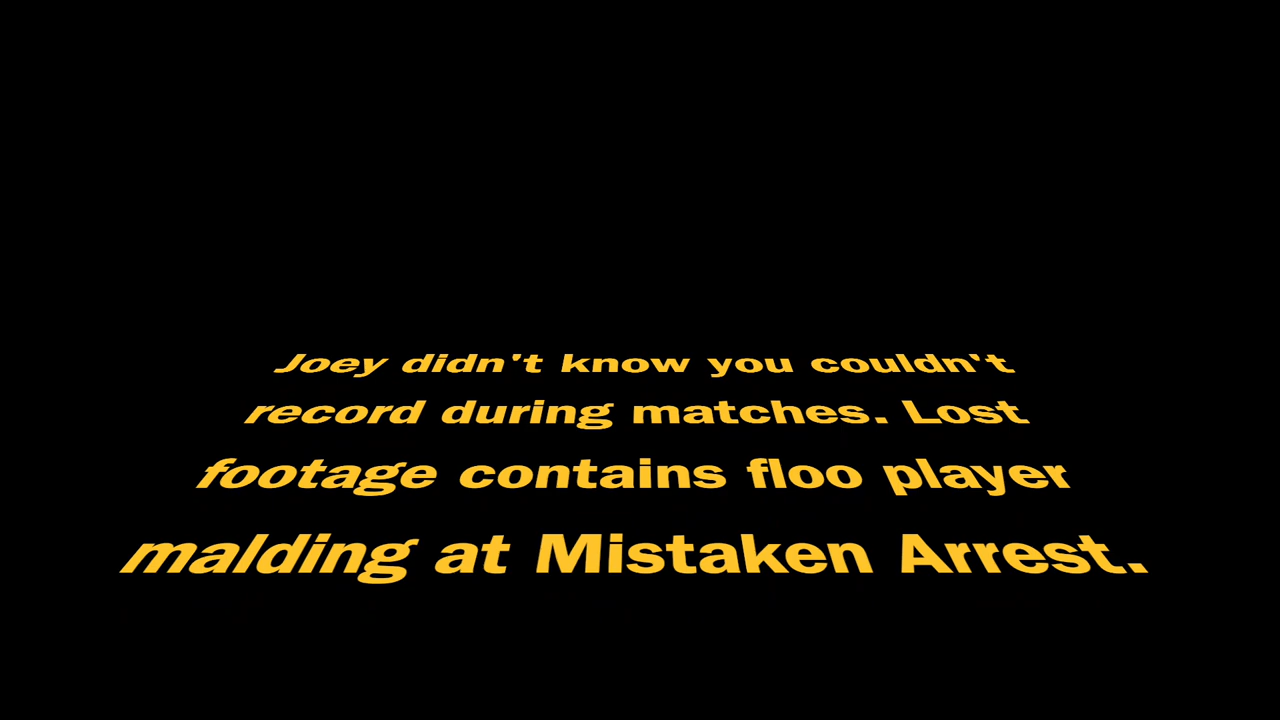 Joey didn't know you couldn't
record during matches. Lost
footage contains floo player
malding at Mistaken Arrest.